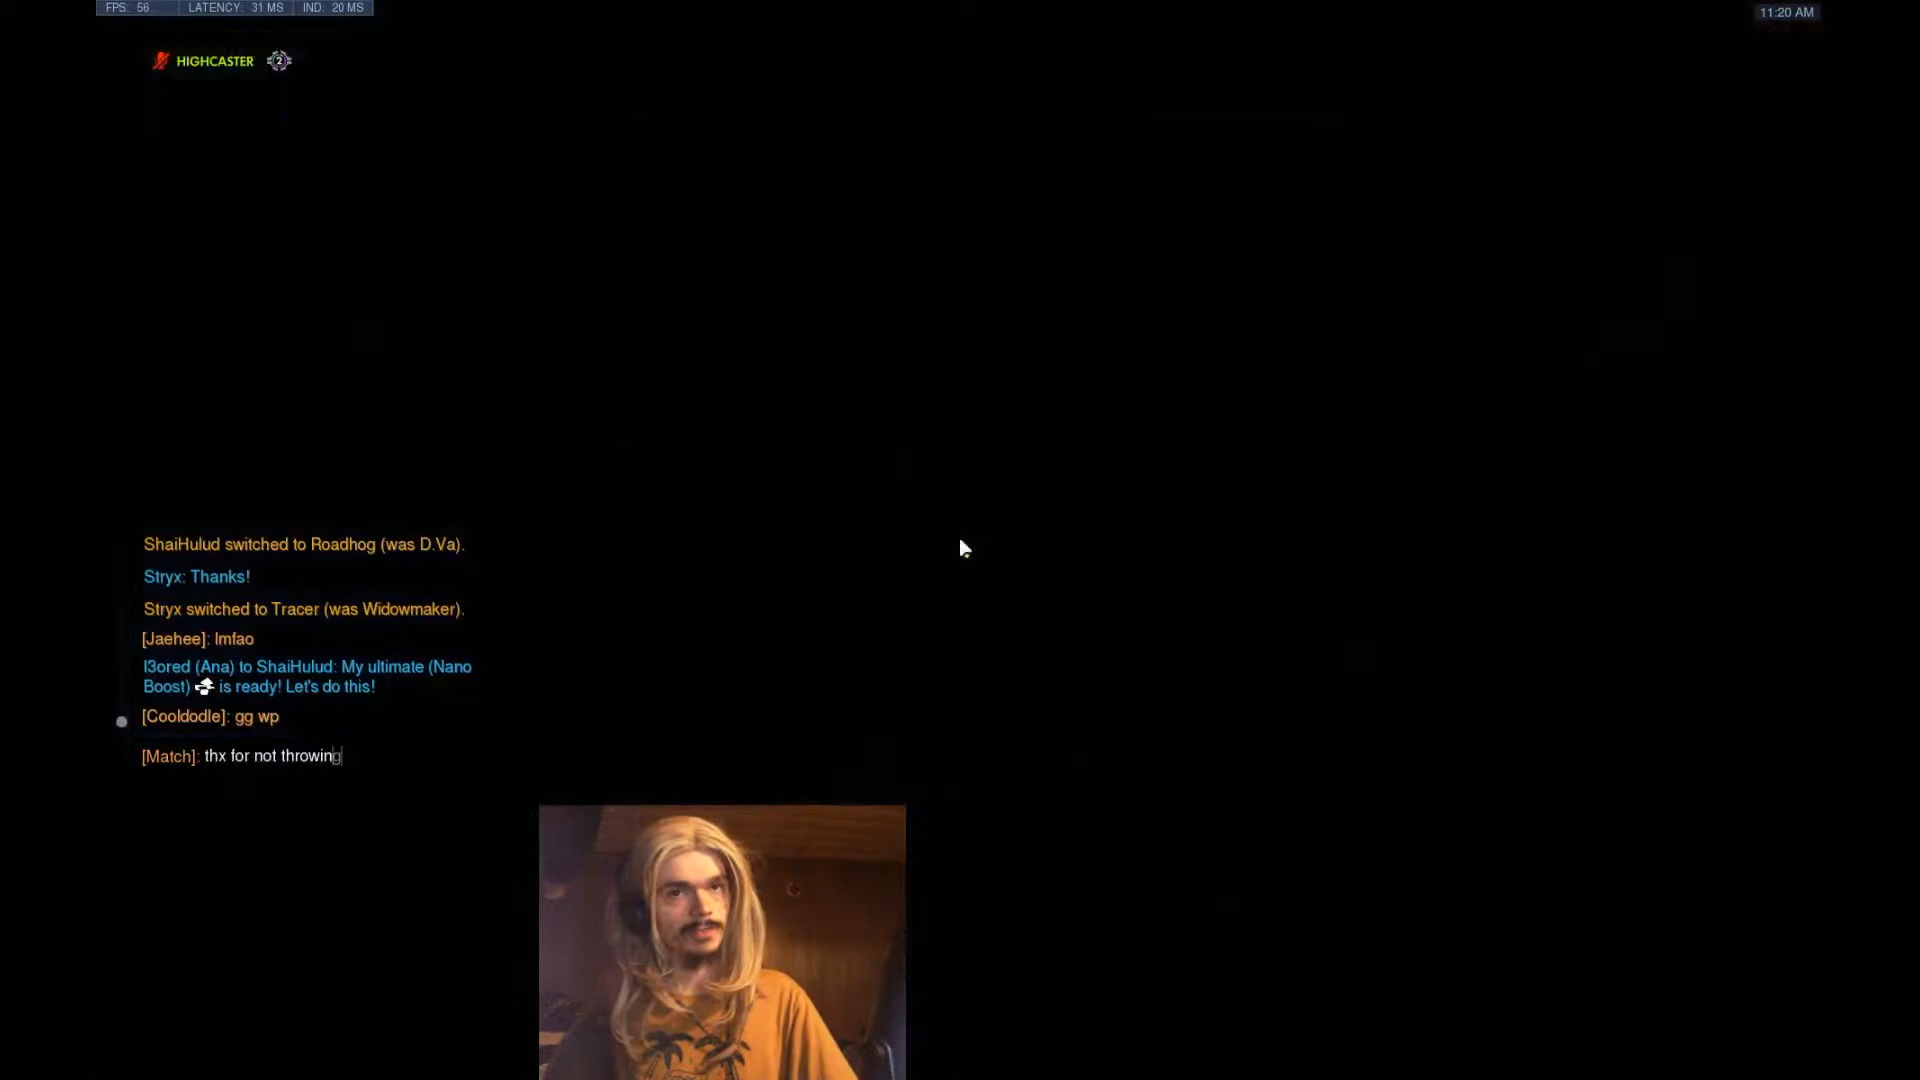 FPS: 56 LATENCY: 31 MS IND: 20 MS
11:20 AM
HIGHCASTER 2
ShaiHulud switched to Roadhog (was D.Va).
Stryx: Thanks!
Stryx switched to Tracer (was Widowmaker).
[Jaehee]: lmfao
l3ored (Ana) to ShaiHulud: My ultimate (Nano
Boost) is ready! Let's do this!
[Cooldodle]: gg wp
[Match]: thx for not throwing